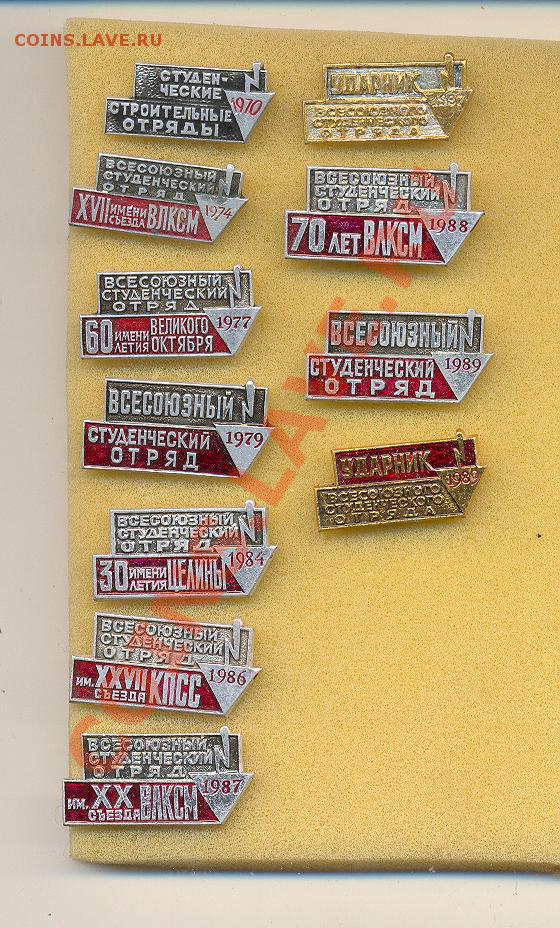 COINS.LAVE.RU
СТУДЕН-
ЧЕСКИЕ
СТРОИТЕЛЬНЫЕ
ОТРЯДЫ
1970
ВСЕСОЮЗНЫЙ
СТУДЕНЧЕСКИЙ
ОТРЯД
XVII ИМЕНИ СЪЕЗДА ВЛКСМ
1974
ВСЕСОЮЗНЫЙ
СТУДЕНЧЕСКИЙ
ОТРЯД
60 ИМЕНИ ЛЕТИЯ ВЕЛИКОГО ОКТЯБРЯ
1977
ВСЕСОЮЗНЫЙ
СТУДЕНЧЕСКИЙ
ОТРЯД
1979
ВСЕСОЮЗНЫЙ
СТУДЕНЧЕСКИЙ
ОТРЯД
30 ИМЕНИ ЛЕТИЯ ЦЕЛИНЫ
1984
ВСЕСОЮЗНЫЙ
СТУДЕНЧЕСКИЙ
ОТРЯД
ИМ. XXVII СЪЕЗДА КПСС
1986
ВСЕСОЮЗНЫЙ
СТУДЕНЧЕСКИЙ
ОТРЯД
ИМ. XX СЪЕЗДА ВЛКСМ
1987
УДАРНИК
ВСЕСОЮЗНОГО
СТУДЕНЧЕСКОГО
ОТРЯДА
ВСЕСОЮЗНЫЙ
СТУДЕНЧЕСКИЙ
ОТРЯД
70 ЛЕТ ВЛКСМ
1988
ВСЕСОЮЗНЫЙ
СТУДЕНЧЕСКИЙ
ОТРЯД
1989
УДАРНИК
ВСЕСОЮЗНОГО
СТУДЕНЧЕСКОГО
ОТРЯДА